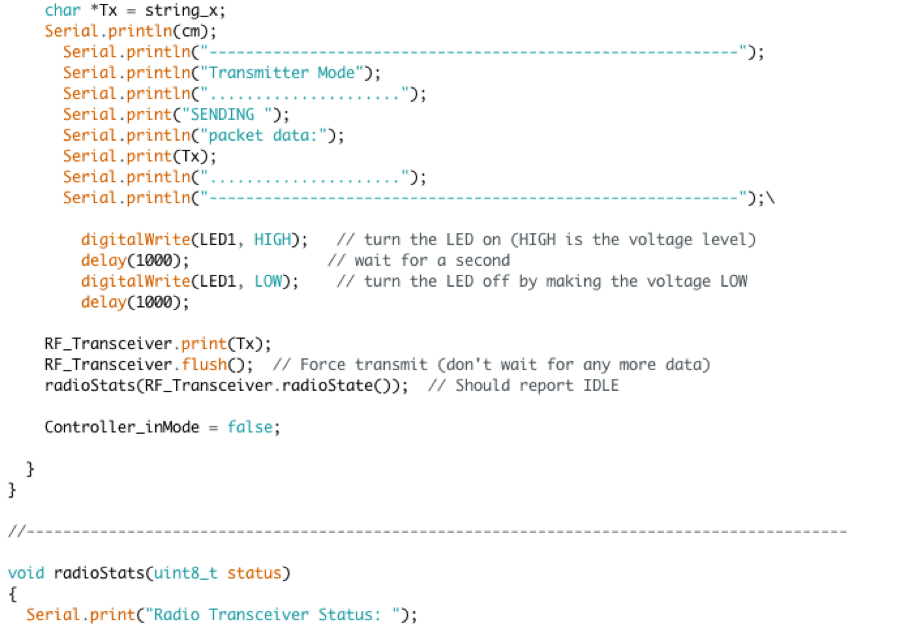 char *Tx = string_x;
Serial.println(cm);
Serial.println("----------------------------------------------------------");
Serial.println("Transmitter Mode");
Serial.println(".....................");
Serial.print("SENDING ");
Serial.println("packet data:");
Serial.print(Tx);
Serial.println(".....................");
Serial.println("----------------------------------------------------------");\
digitalWrite(LED1, HIGH);   // turn the LED on (HIGH is the voltage level)
delay(1000);               // wait for a second
digitalWrite(LED1, LOW);    // turn the LED off by making the voltage LOW
delay(1000);
RF_Transceiver.print(Tx);
RF_Transceiver.flush();  // Force transmit (don't wait for any more data)
radioStats(RF_Transceiver.radioState());  // Should report IDLE
Controller_inMode = false;
}
}
//------------------------------------------------------------------------------------------
void radioStats(uint8_t status)
{
Serial.print("Radio Transceiver Status: ");